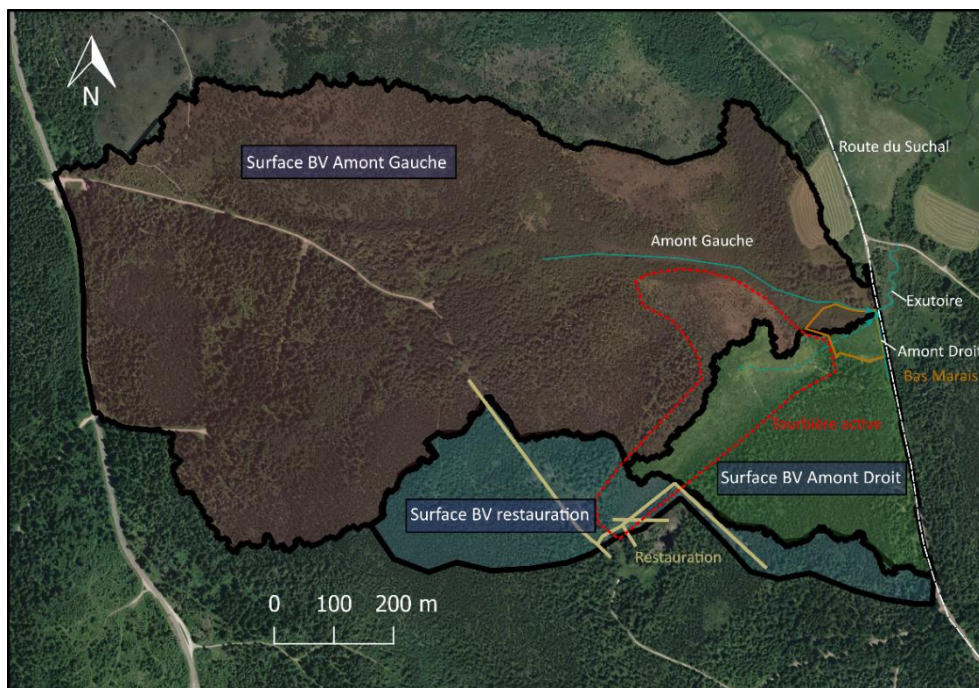 N
Surface BV Amont Gauche
Route du Suchal
Amont Gauche
Exutoire
Amont Droit
Bas Marais
Tourbière active
Surface BV Amont Droit
Surface BV restauration
Restauration
0 100 200 m